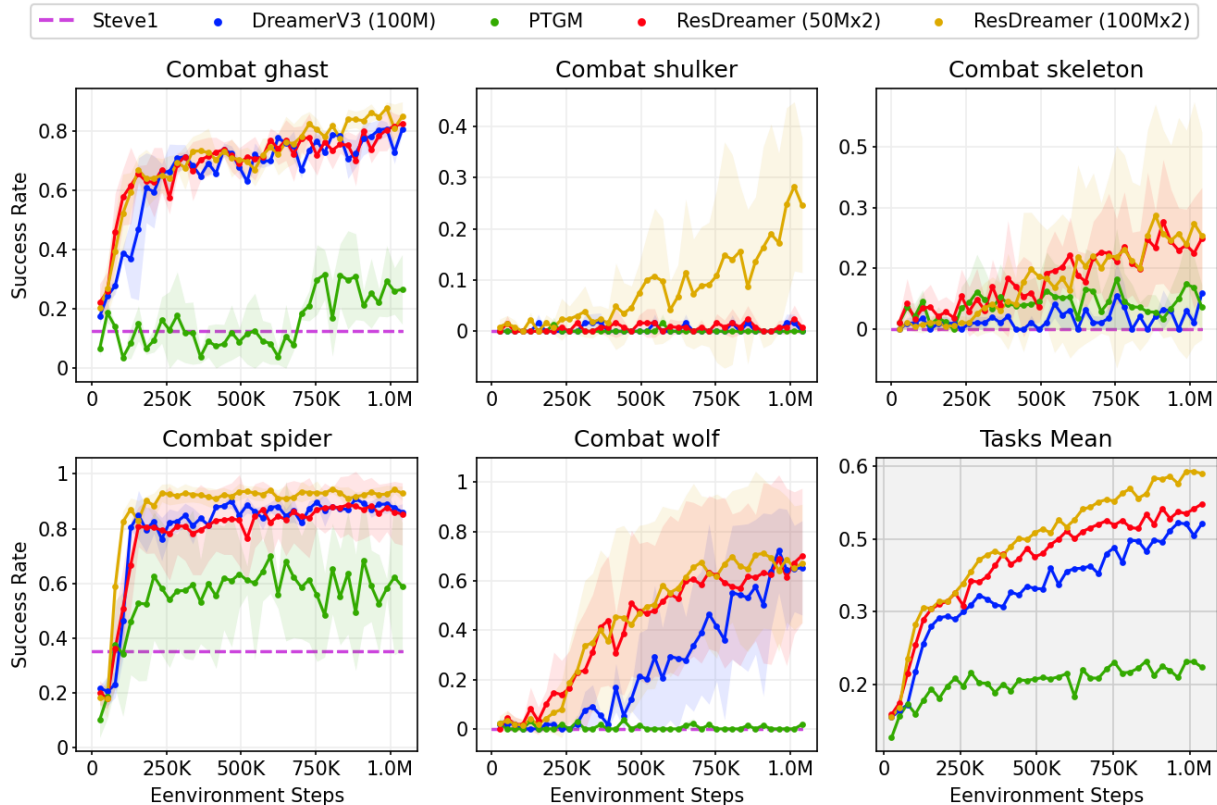 Steve1 DreamerV3 (100M) PTGM ResDreamer (50Mx2) ResDreamer (100Mx2)
Combat ghast Combat shulker Combat skeleton
Success Rate
0.8
0.6
0.4
0.2
0
0 250K 500K 750K 1.0M
0.4
0.3
0.2
0.1
0
0 250K 500K 750K 1.0M
0.5
0.3
0.2
0
0 250K 500K 750K 1.0M
Combat spider Combat wolf Tasks Mean
Success Rate
1
0.8
0.6
0.4
0.2
0
0 250K 500K 750K 1.0M
Eenvironment Steps
1
0.8
0.6
0.4
0.2
0
0 250K 500K 750K 1.0M
Eenvironment Steps
0.6
0.5
0.3
0.2
0 250K 500K 750K 1.0M
Eenvironment Steps